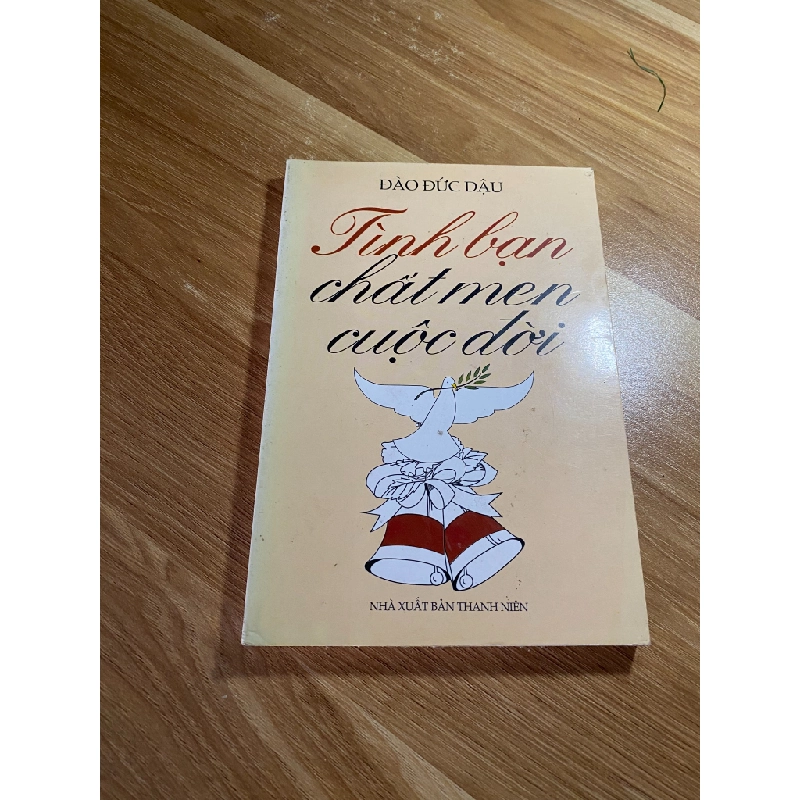 ĐÀO ĐỨC DẬU
Tình bạn
chất men
cuộc đời
NHÀ XUẤT BẢN THANH NIÊN